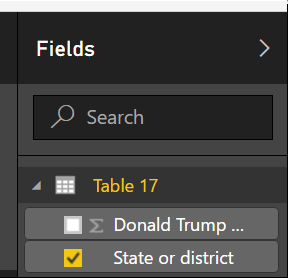 Fields
Search
Table 17
Σ Donald Trump ...
State or district